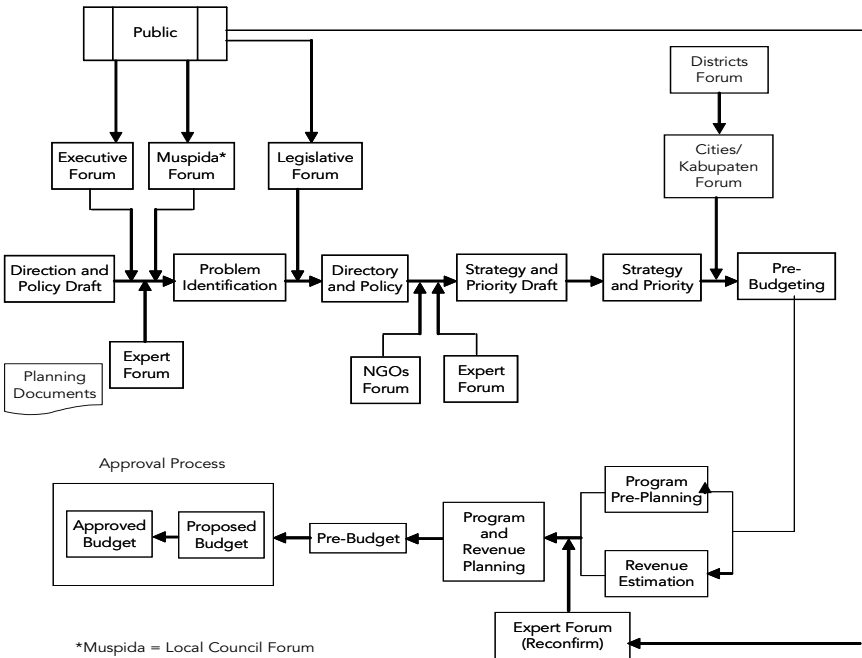 Public
Districts
Forum
Executive
Forum
Muspida*
Forum
Legislative
Forum
Cities/
Kabupaten
Forum
Direction and
Policy Draft
Problem
Identification
Directory
and Policy
Strategy and
Priority Draft
Strategy
and Priority
Pre-
Budgeting
Expert
Forum
NGOs
Forum
Expert
Forum
Planning
Documents
Approval Process
Approved
Budget
Proposed
Budget
Pre-Budget
Program
and
Revenue
Planning
Program
Pre-Planning
Revenue
Estimation
Expert Forum
(Reconfirm)
*Muspida = Local Council Forum